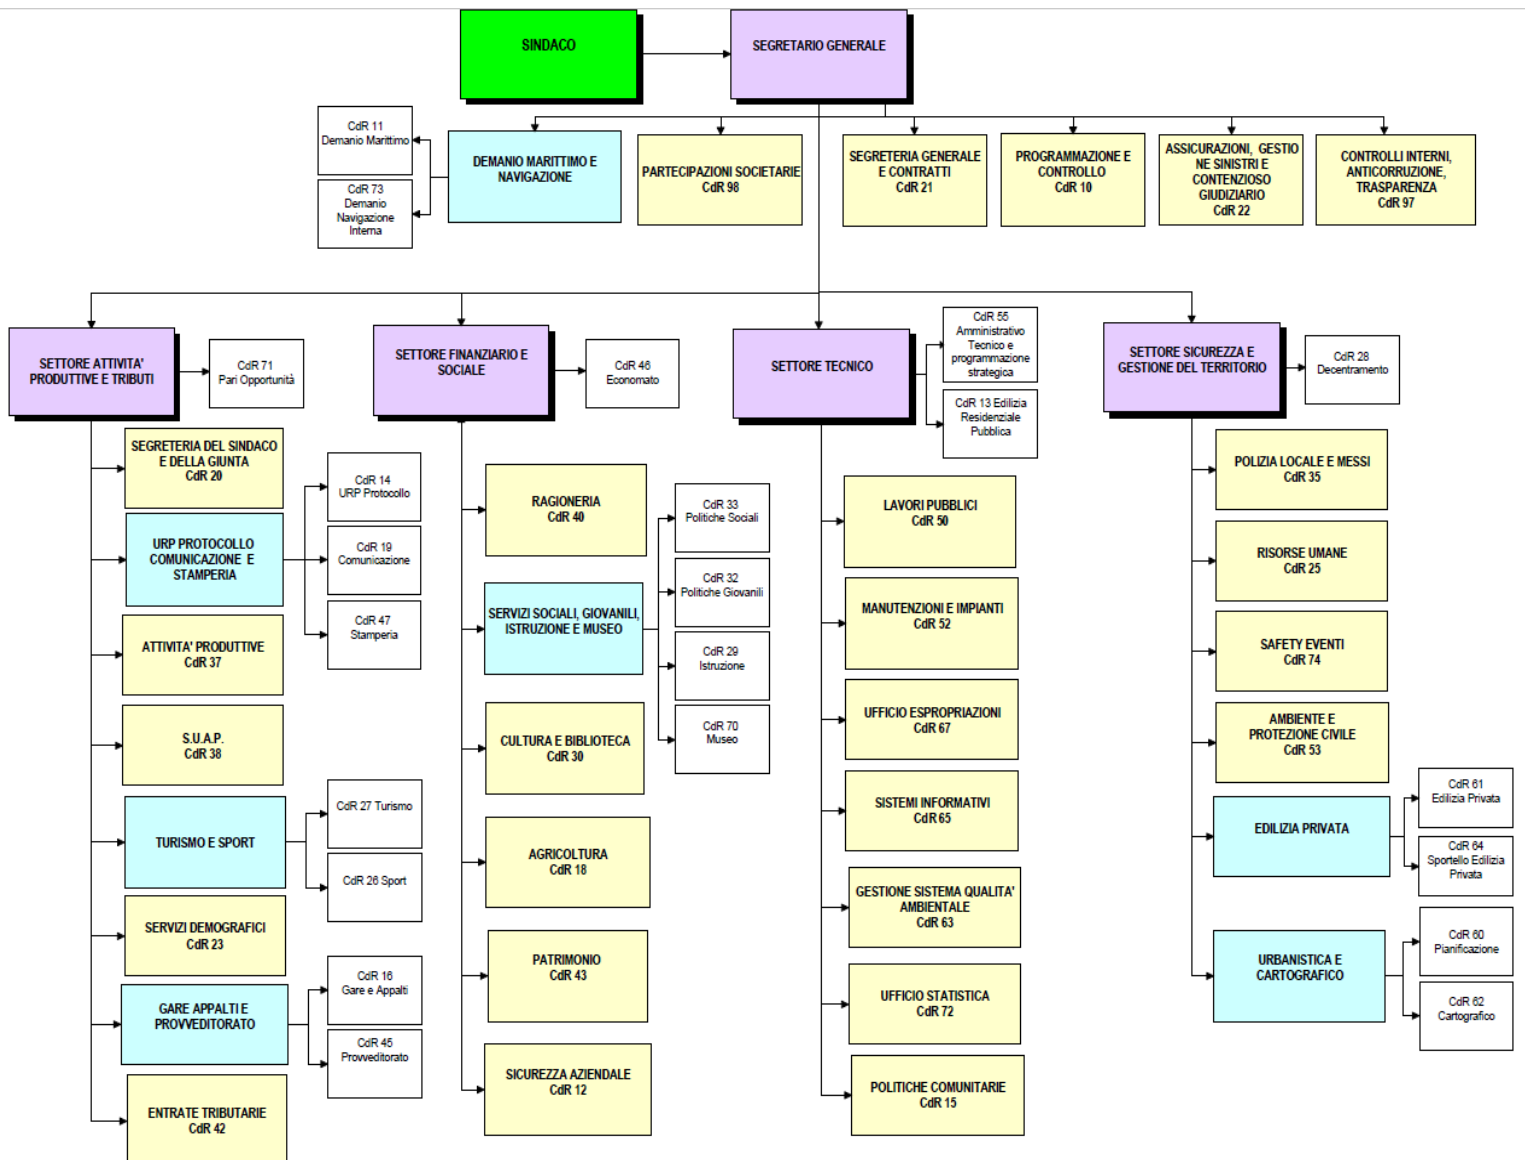 SINDACO
SEGRETARIO GENERALE
CdR 11
Demanio Marittimo
CdR 73
Demanio
Navigazione
Interna
DEMANIO MARITTIMO E
NAVIGAZIONE
PARTECIPAZIONI SOCIETARIE
CdR 98
SEGRETERIA GENERALE
E CONTRATTI
CdR 21
PROGRAMMAZIONE E
CONTROLLO
CdR 10
ASSICURAZIONI, GESTIO
NE SINISTRI E
CONTENZIOSO
GIUDIZIARIO
CdR 22
CONTROLLI INTERNI,
ANTICORRUZIONE,
TRASPARENZA
CdR 97
SETTORE ATTIVITA'
PRODUTTIVE E TRIBUTI
CdR 71
Pari Opportunità
SEGRETERIA DEL SINDACO
E DELLA GIUNTA
CdR 20
URP PROTOCOLLO
COMUNICAZIONE E
STAMPERIA
CdR 14
URP Protocollo
CdR 19
Comunicazione
CdR 47
Stamperia
ATTIVITA' PRODUTTIVE
CdR 37
S.U.A.P.
CdR 38
TURISMO E SPORT
CdR 27 Turismo
CdR 26 Sport
SERVIZI DEMOGRAFICI
CdR 23
GARE APPALTI E
PROVVEDITORATO
CdR 16
Gare e Appalti
CdR 45
Provveditorato
ENTRATE TRIBUTARIE
CdR 42
SETTORE FINANZIARIO E
SOCIALE
CdR 46
Economato
RAGIONERIA
CdR 40
SERVIZI SOCIALI, GIOVANILI,
ISTRUZIONE E MUSEO
CdR 33
Politiche Sociali
CdR 32
Politiche Giovanili
CdR 29
Istruzione
CdR 70
Museo
CULTURA E BIBLIOTECA
CdR 30
AGRICOLTURA
CdR 18
PATRIMONIO
CdR 43
SICUREZZA AZIENDALE
CdR 12
SETTORE TECNICO
CdR 55
Amministrativo
Tecnico e
programmazione
strategica
CdR 13 Edilizia
Residenziale
Pubblica
LAVORI PUBBLICI
CdR 50
MANUTENZIONI E IMPIANTI
CdR 52
UFFICIO ESPROPRIAZIONI
CdR 67
SISTEMI INFORMATIVI
CdR 65
GESTIONE SISTEMA QUALITA'
AMBIENTALE
CdR 63
UFFICIO STATISTICA
CdR 72
POLITICHE COMUNITARIE
CdR 15
SETTORE SICUREZZA E
GESTIONE DEL TERRITORIO
CdR 28
Decentramento
POLIZIA LOCALE E MESSI
CdR 35
RISORSE UMANE
CdR 25
SAFETY EVENTI
CdR 74
AMBIENTE E
PROTEZIONE CIVILE
CdR 53
EDILIZIA PRIVATA
CdR 61
Edilizia Privata
CdR 64
Sportello Edilizia
Privata
URBANISTICA E
CARTOGRAFICO
CdR 60
Pianificazione
CdR 62
Cartografico